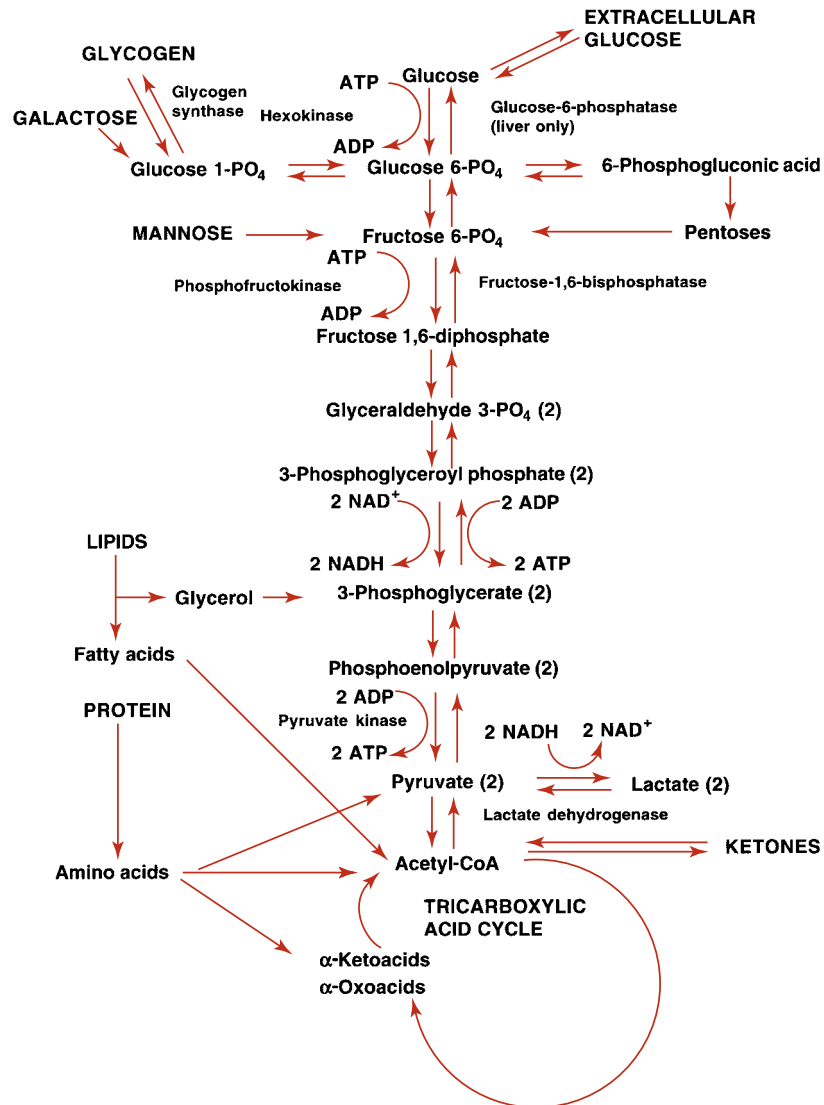 EXTRACELLULAR
GLUCOSE
GLYCOGEN
Glycogen
synthase
ATP
Glucose
Hexokinase
Glucose-6-phosphatase
(liver only)
GALACTOSE
ADP
Glucose 1-PO₄
Glucose 6-PO₄
6-Phosphogluconic acid
MANNOSE
Fructose 6-PO₄
Pentoses
ATP
Phosphofructokinase
Fructose-1,6-bisphosphatase
ADP
Fructose 1,6-diphosphate
Glyceraldehyde 3-PO₄ (2)
3-Phosphoglyceroyl phosphate (2)
2 NAD⁺
2 ADP
LIPIDS
2 NADH
2 ATP
Glycerol
3-Phosphoglycerate (2)
Fatty acids
Phosphoenolpyruvate (2)
PROTEIN
2 ADP
Pyruvate kinase
2 NADH
2 NAD⁺
2 ATP
Pyruvate (2)
Lactate (2)
Lactate dehydrogenase
KETONES
Amino acids
Acetyl-CoA
TRICARBOXYLIC
ACID CYCLE
α-Ketoacids
α-Oxoacids